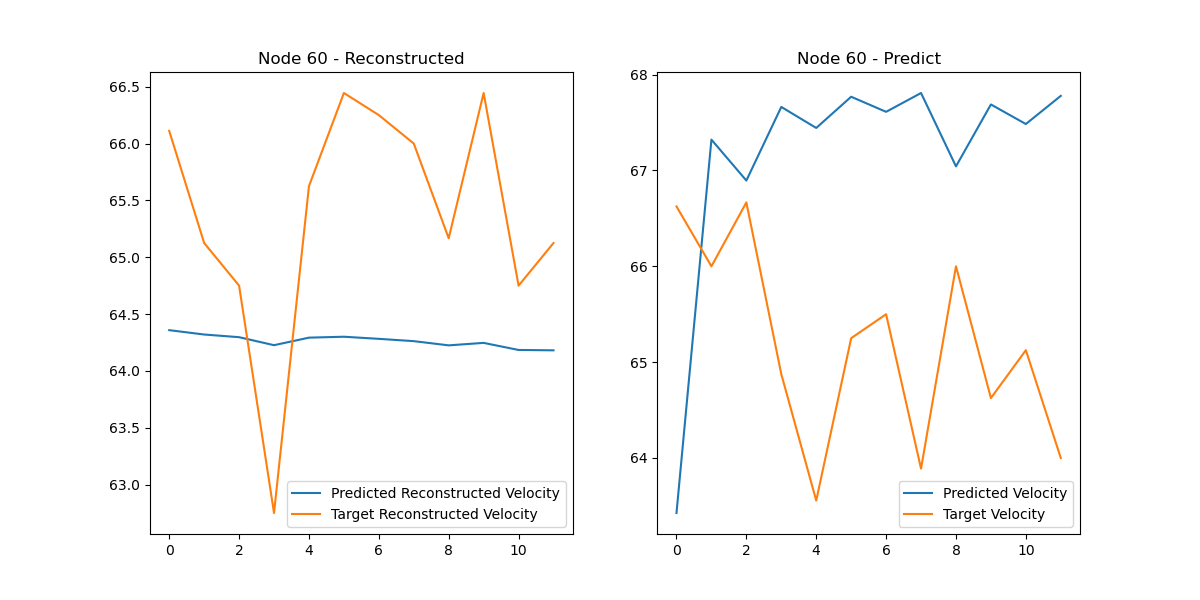 Node 60 - Reconstructed
66.5
66.0
65.5
65.0
64.5
64.0
63.5
63.0
0 2 4 6 8 10
Predicted Reconstructed Velocity
Target Reconstructed Velocity
Node 60 - Predict
68
67
66
65
64
0 2 4 6 8 10
Predicted Velocity
Target Velocity